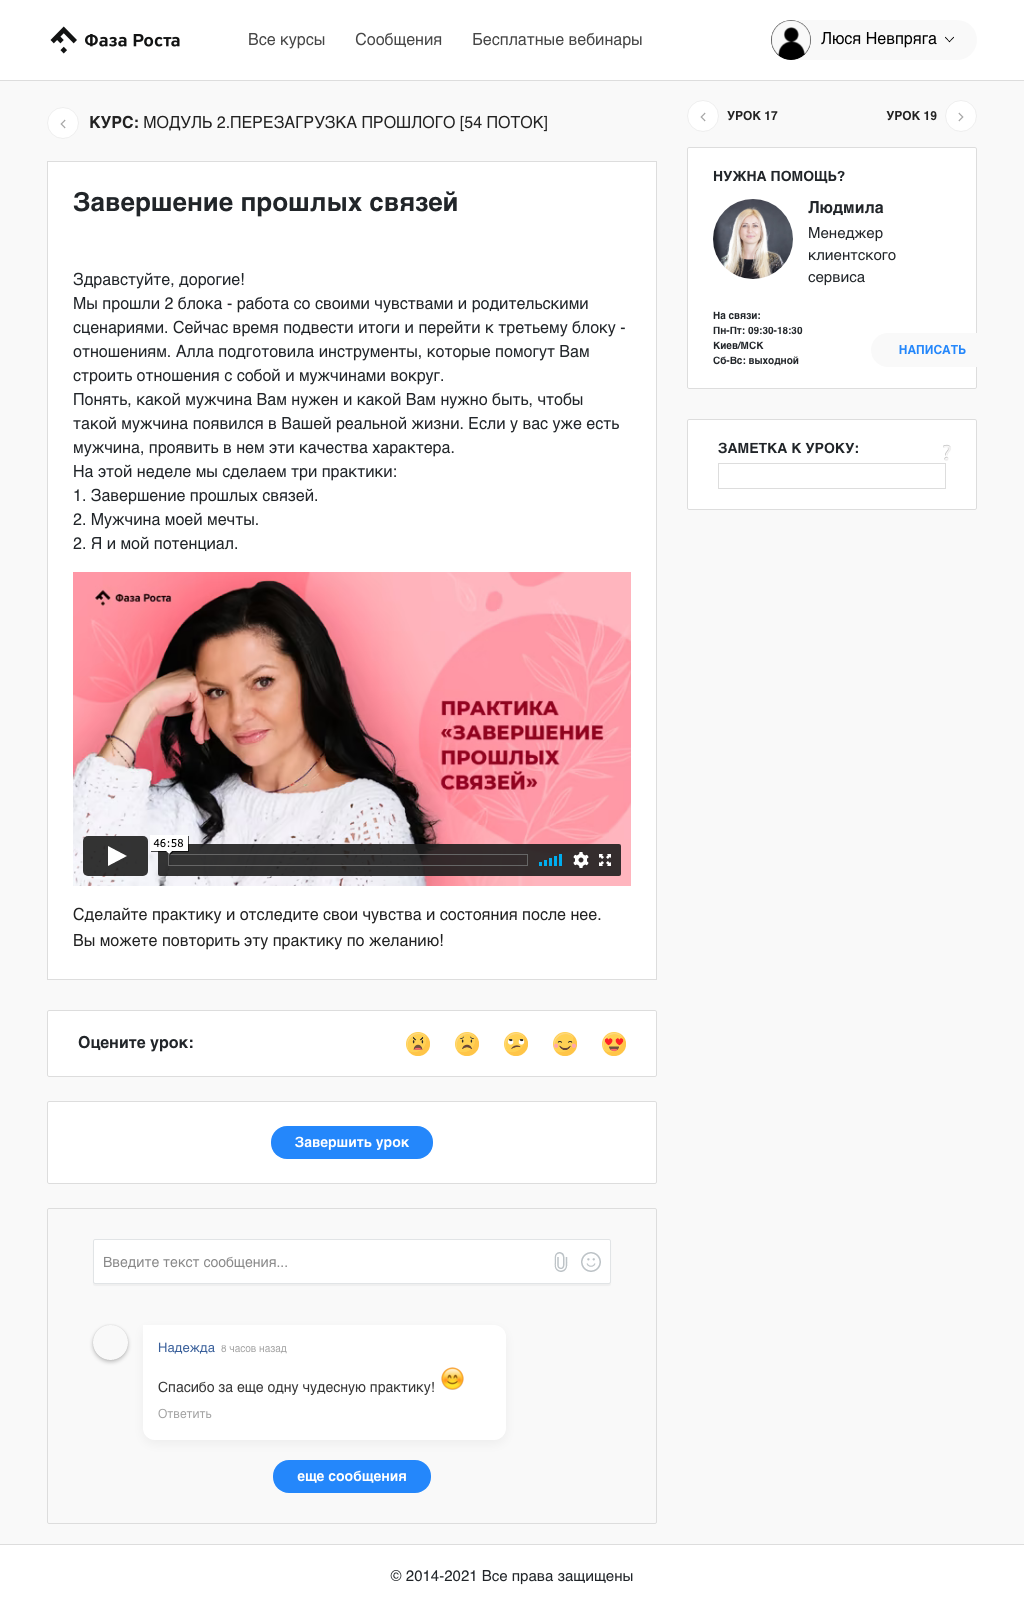 Фаза Роста
Все курсы
Сообщения
Бесплатные вебинары
Люся Невпряга
КУРС: МОДУЛЬ 2.ПЕРЕЗАГРУЗКА ПРОШЛОГО [54 ПОТОК]
УРОК 17
УРОК 19
Завершение прошлых связей
Здравстуйте, дорогие!
Мы прошли 2 блока - работа со своими чувствами и родительскими
сценариями. Сейчас время подвести итоги и перейти к третьему блоку -
отношениям. Алла подготовила инструменты, которые помогут Вам
строить отношения с собой и мужчинами вокруг.
Понять, какой мужчина Вам нужен и какой Вам нужно быть, чтобы
такой мужчина появился в Вашей реальной жизни. Если у вас уже есть
мужчина, проявить в нем эти качества характера.
На этой неделе мы сделаем три практики:
1. Завершение прошлых связей.
2. Мужчина моей мечты.
2. Я и мой потенциал.
Фаза Роста
ПРАКТИКА
«ЗАВЕРШЕНИЕ
ПРОШЛЫХ
СВЯЗЕЙ»
46:58
Сделайте практику и отследите свои чувства и состояния после нее.
Вы можете повторить эту практику по желанию!
Оцените урок:
Завершить урок
Введите текст сообщения...
Надежда 8 часов назад
Спасибо за еще одну чудесную практику!
Ответить
еще сообщения
НУЖНА ПОМОЩЬ?
Людмила
Менеджер
клиентского
сервиса
На связи:
Пн-Пт: 09:30-18:30
Киев/МСК
Сб-Вс: выходной
НАПИСАТЬ
ЗАМЕТКА К УРОКУ:
?
© 2014-2021 Все права защищены